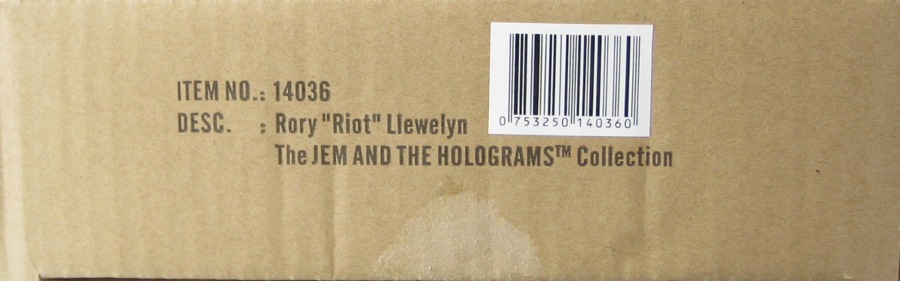 ITEM NO.: 14036
DESC. : Rory "Riot" Llewelyn
The JEM AND THE HOLOGRAMS™ Collection
0 753250 140360